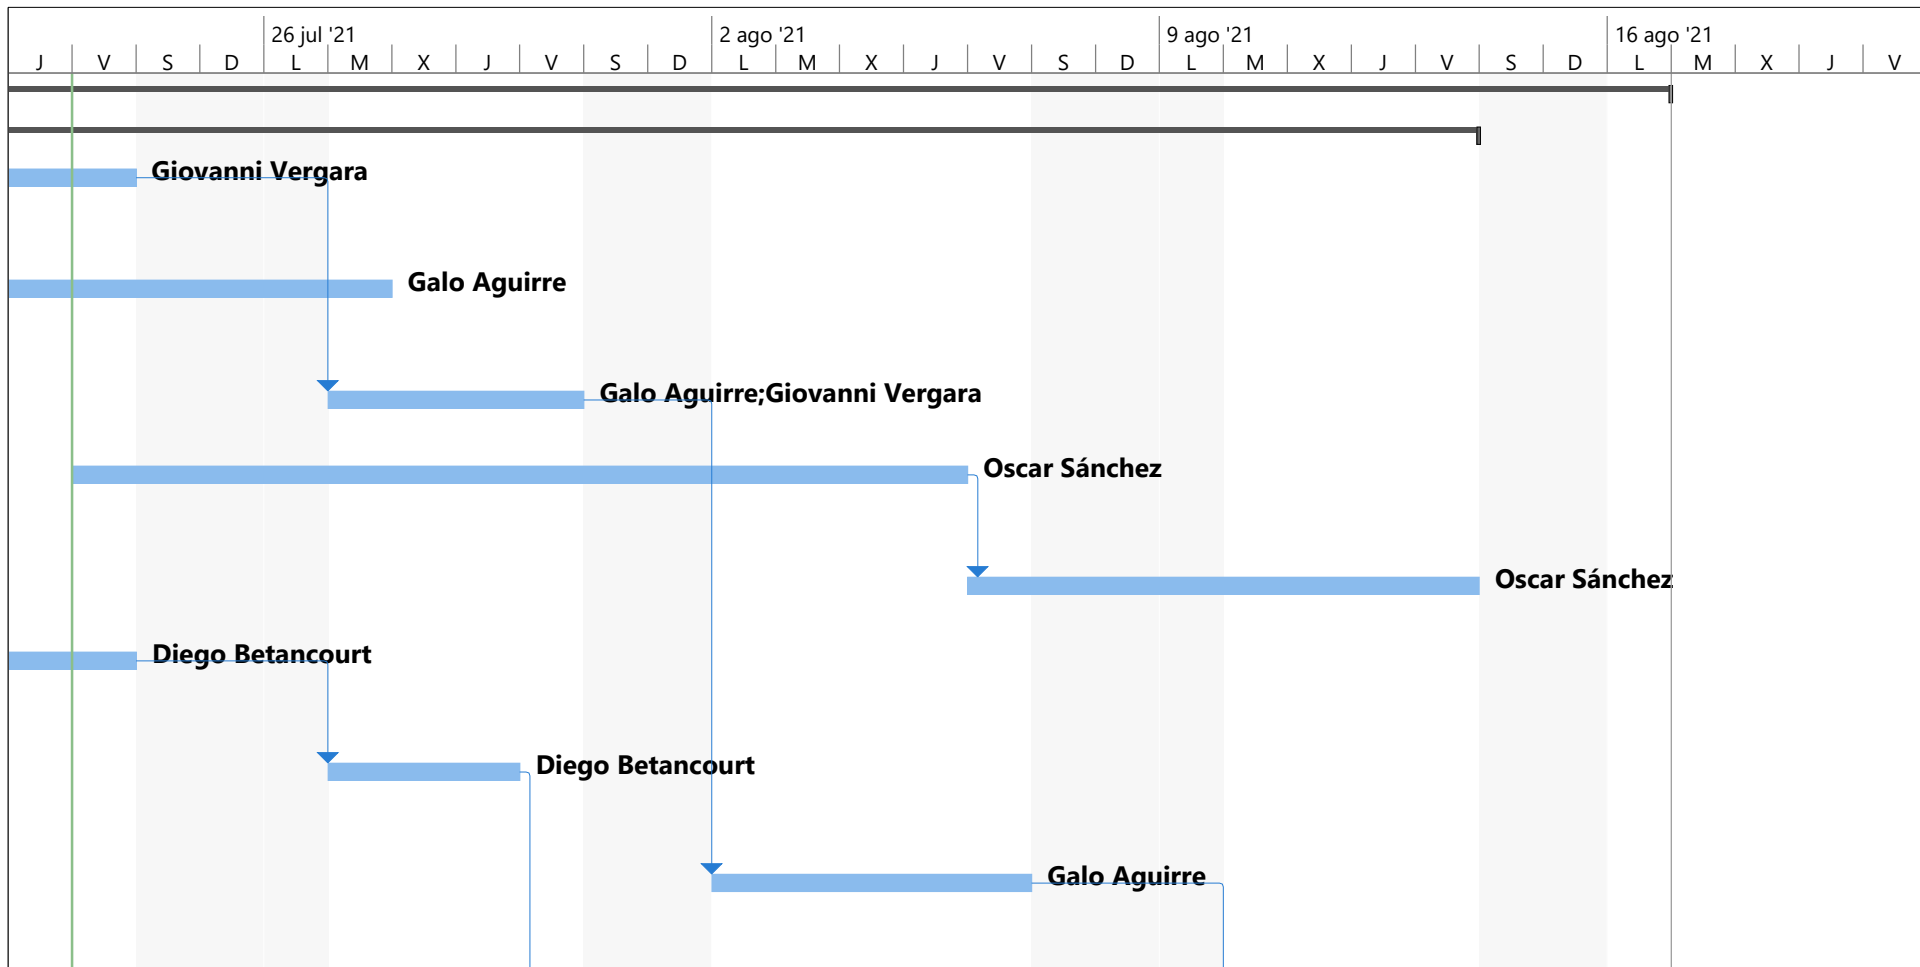 26 jul '21 2 ago '21 9 ago '21 16 ago '21
J V S D L M X J V S D L M X J V S D L M X J V S D L M X J V
Giovanni Vergara
Galo Aguirre
Galo Aguirre;Giovanni Vergara
Oscar Sánchez
Oscar Sánchez
Diego Betancourt
Diego Betancourt
Galo Aguirre